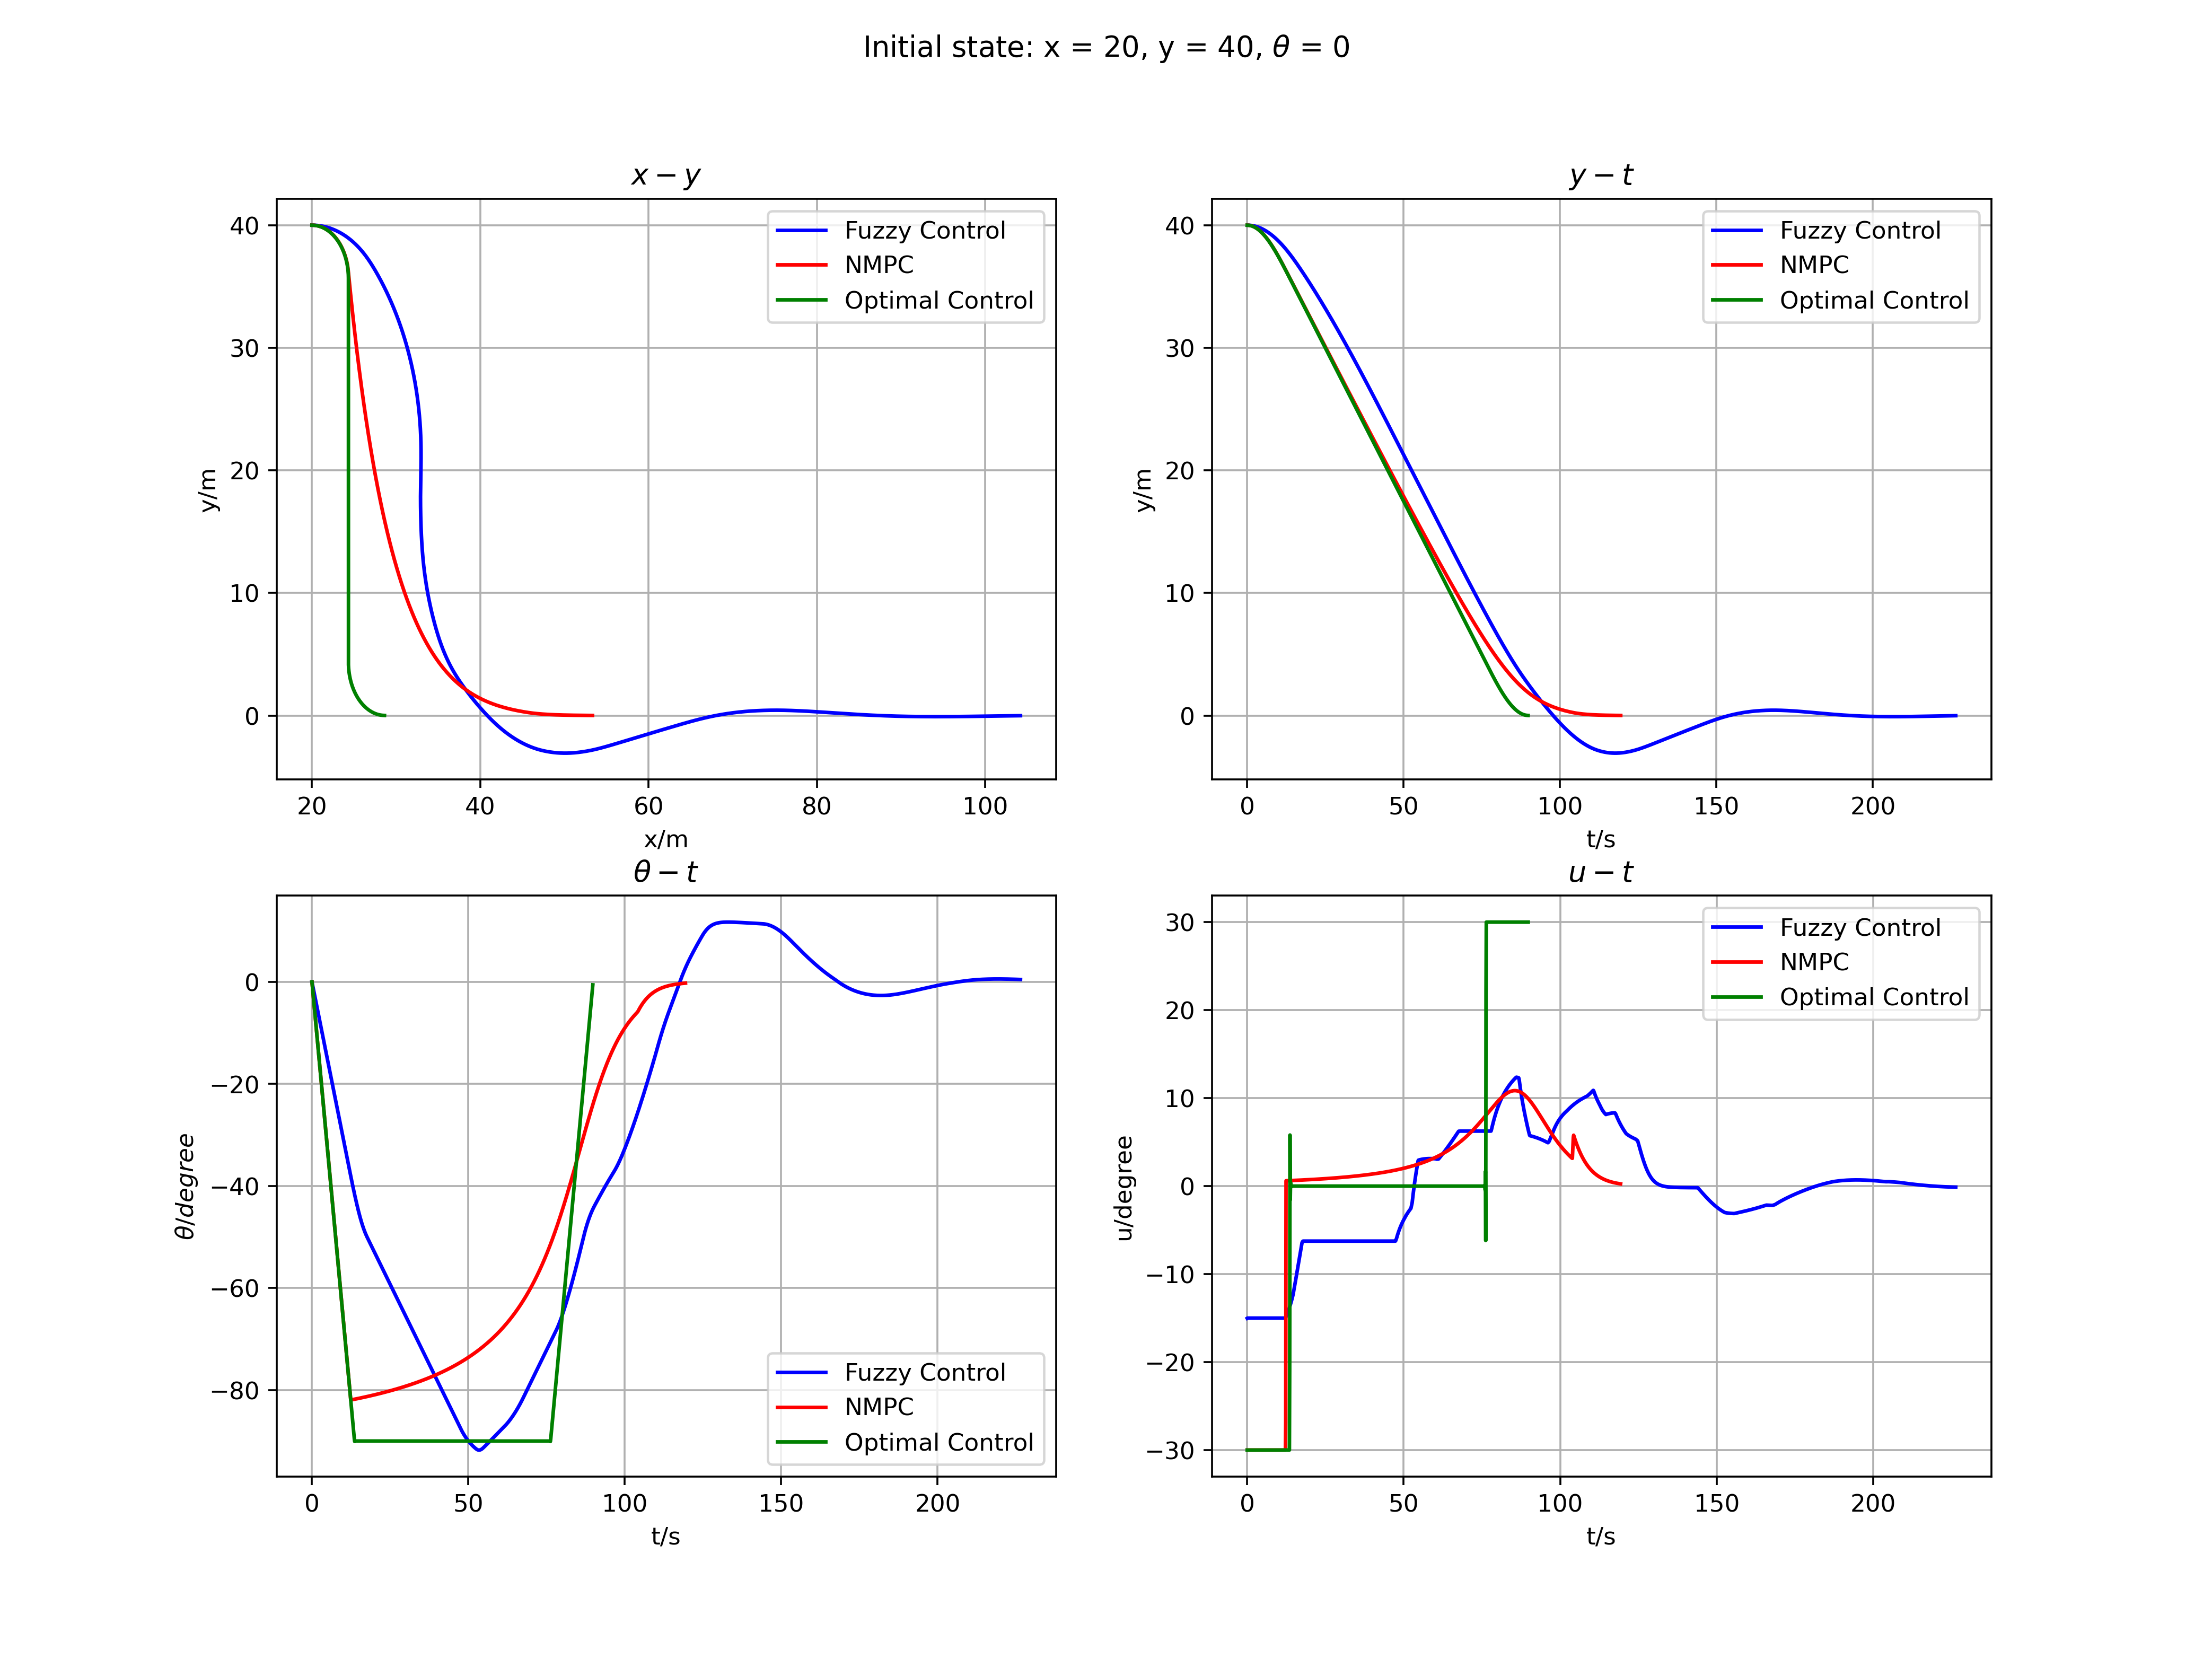 Initial state: x = 20, y = 40, θ = 0
x − y
40
30
20
10
0
y/m
20
40
60
80
100
x/m
Fuzzy Control
NMPC
Optimal Control
y − t
40
30
20
10
0
y/m
0
50
100
150
200
t/s
Fuzzy Control
NMPC
Optimal Control
θ − t
0
−20
−40
−60
−80
θ/degree
0
50
100
150
200
t/s
Fuzzy Control
NMPC
Optimal Control
u − t
30
20
10
0
−10
−20
−30
u/degree
0
50
100
150
200
t/s
Fuzzy Control
NMPC
Optimal Control